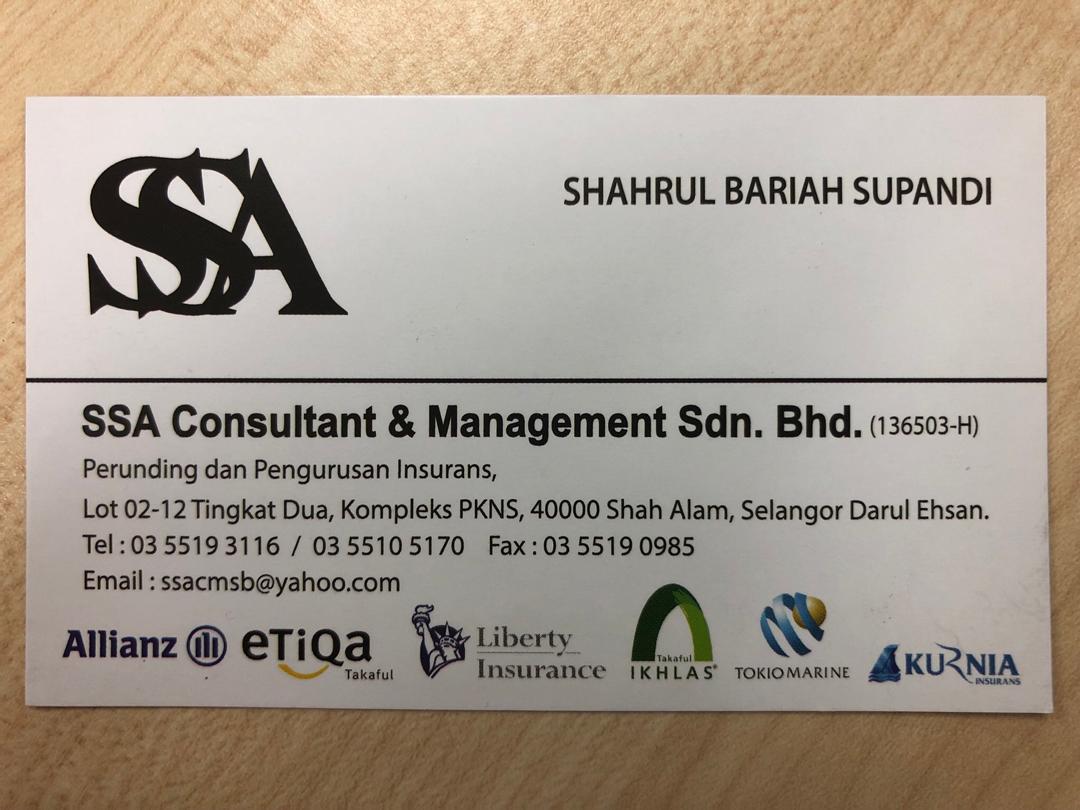 SSA
SHAHRUL BARIAH SUPANDI
SSA Consultant & Management Sdn. Bhd. (136503-H)
Perunding dan Pengurusan Insurans,
Lot 02-12 Tingkat Dua, Kompleks PKNS, 40000 Shah Alam, Selangor Darul Ehsan.
Tel : 03 5519 3116 / 03 5510 5170 Fax : 03 5519 0985
Email : ssacmsb@yahoo.com
Allianz
eTiQa
Takaful
Liberty
Insurance
Takaful
IKHLAS
TOKIO MARINE
KURNIA
INSURANS